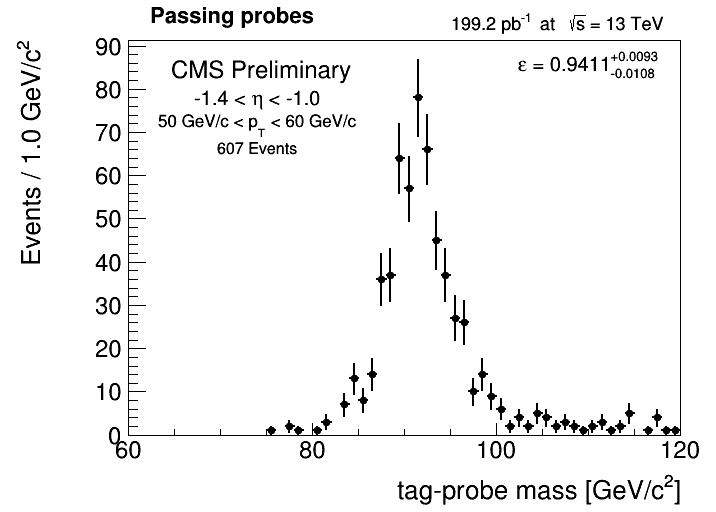 Passing probes
199.2 pb⁻¹ at √s = 13 TeV
CMS Preliminary
-1.4 < η < -1.0
50 GeV/c < p_T < 60 GeV/c
607 Events
ε = 0.9411 +0.0093 -0.0108
Events / 1.0 GeV/c²
90
80
70
60
50
40
30
20
10
0
60 80 100 120
tag-probe mass [GeV/c²]